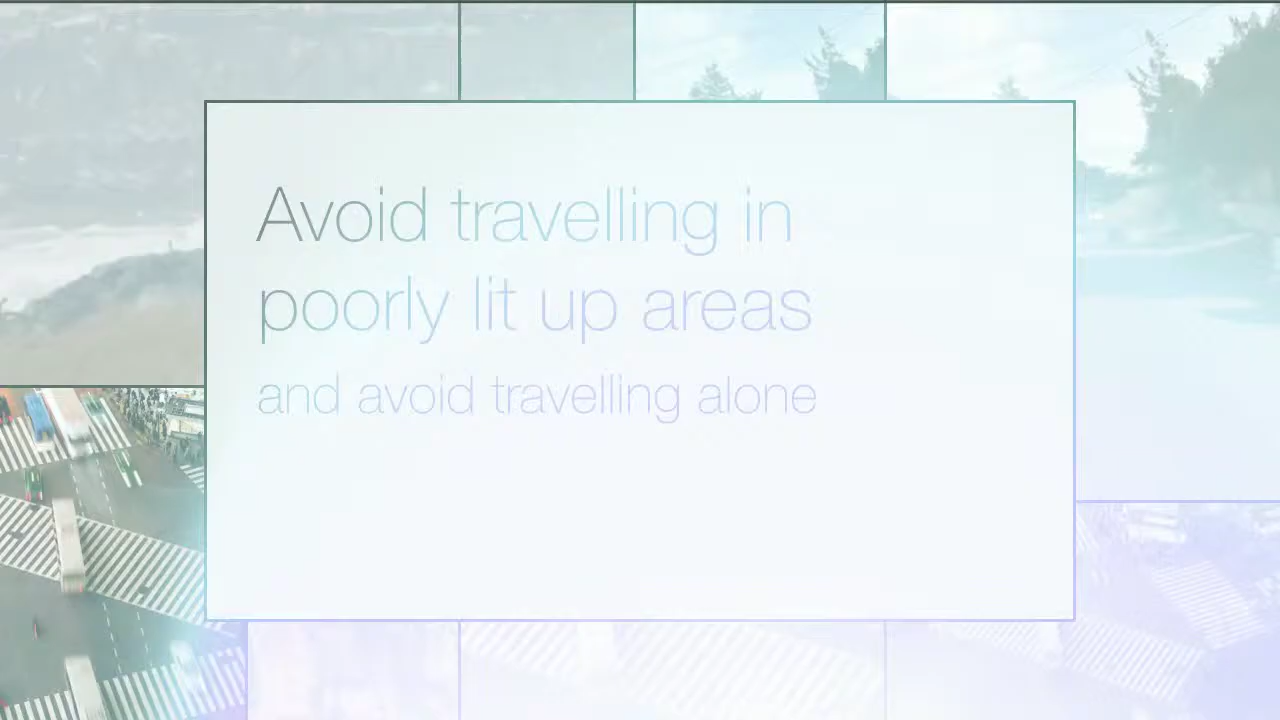 Avoid travelling in
poorly lit up areas
and avoid travelling alone